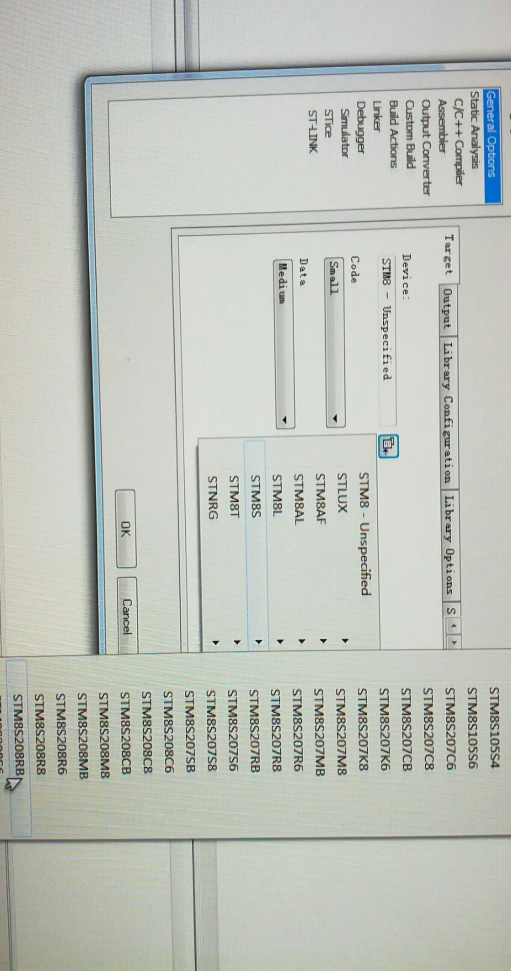 General Options
Static Analysis
C/C++ Compiler
Assembler
Output Converter
Custom Build
Build Actions
Linker
Debugger
Simulator
STice
ST-LINK
Target Output Library Configuration Library Options S
Device:
STM8 - Unspecified
Code
Small
Data
Medium
STM8 - Unspecified
STLUX
STM8AF
STM8AL
STM8L
STM8S
STM8T
STNRG
OK Cancel
STM8S105S4
STM8S105S6
STM8S207C6
STM8S207C8
STM8S207CB
STM8S207K6
STM8S207K8
STM8S207M8
STM8S207MB
STM8S207R6
STM8S207R8
STM8S207RB
STM8S207S6
STM8S207S8
STM8S207SB
STM8S208C6
STM8S208C8
STM8S208CB
STM8S208M8
STM8S208MB
STM8S208R6
STM8S208R8
STM8S208RB